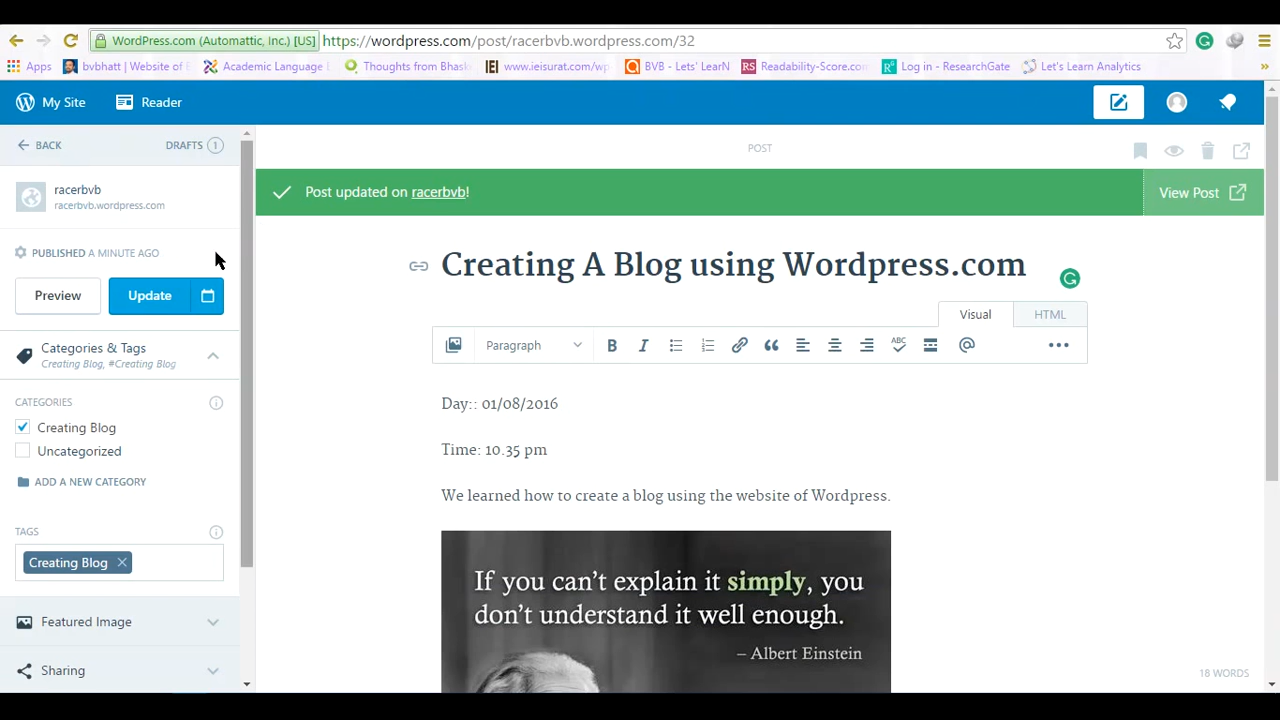 WordPress.com (Automattic, Inc.) [US] https://wordpress.com/post/racerbvb.wordpress.com/32
Apps bvbhatt | Website of Academic Language Thoughts from Bhask www.ieisurat.com/wp BVB - Lets' LearN Readability-Score.com Log in - ResearchGate Let's Learn Analytics
My Site Reader
BACK DRAFTS 1
POST
racerbvb
racerbvb.wordpress.com
Post updated on racerbvb! View Post
PUBLISHED A MINUTE AGO
Preview Update
Categories & Tags
Creating Blog, #Creating Blog
CATEGORIES
Creating Blog
Uncategorized
ADD A NEW CATEGORY
TAGS
Creating Blog
Featured Image
Sharing
Creating A Blog using Wordpress.com
Visual HTML
Paragraph B I ABC
Day:: 01/08/2016
Time: 10.35 pm
We learned how to create a blog using the website of Wordpress.
If you can't explain it simply, you
don't understand it well enough.
– Albert Einstein
18 WORDS